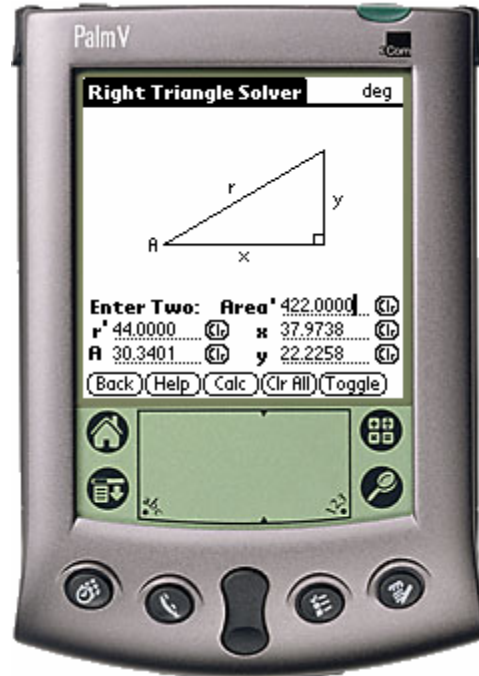 PalmV
3Com
Right Triangle Solver deg
r
y
A
x
Enter Two: Area' 422.0000 Clr
r' 44.0000 Clr x 37.9738 Clr
A 30.3401 Clr y 22.2258 Clr
Back Help Calc Clr All Toggle